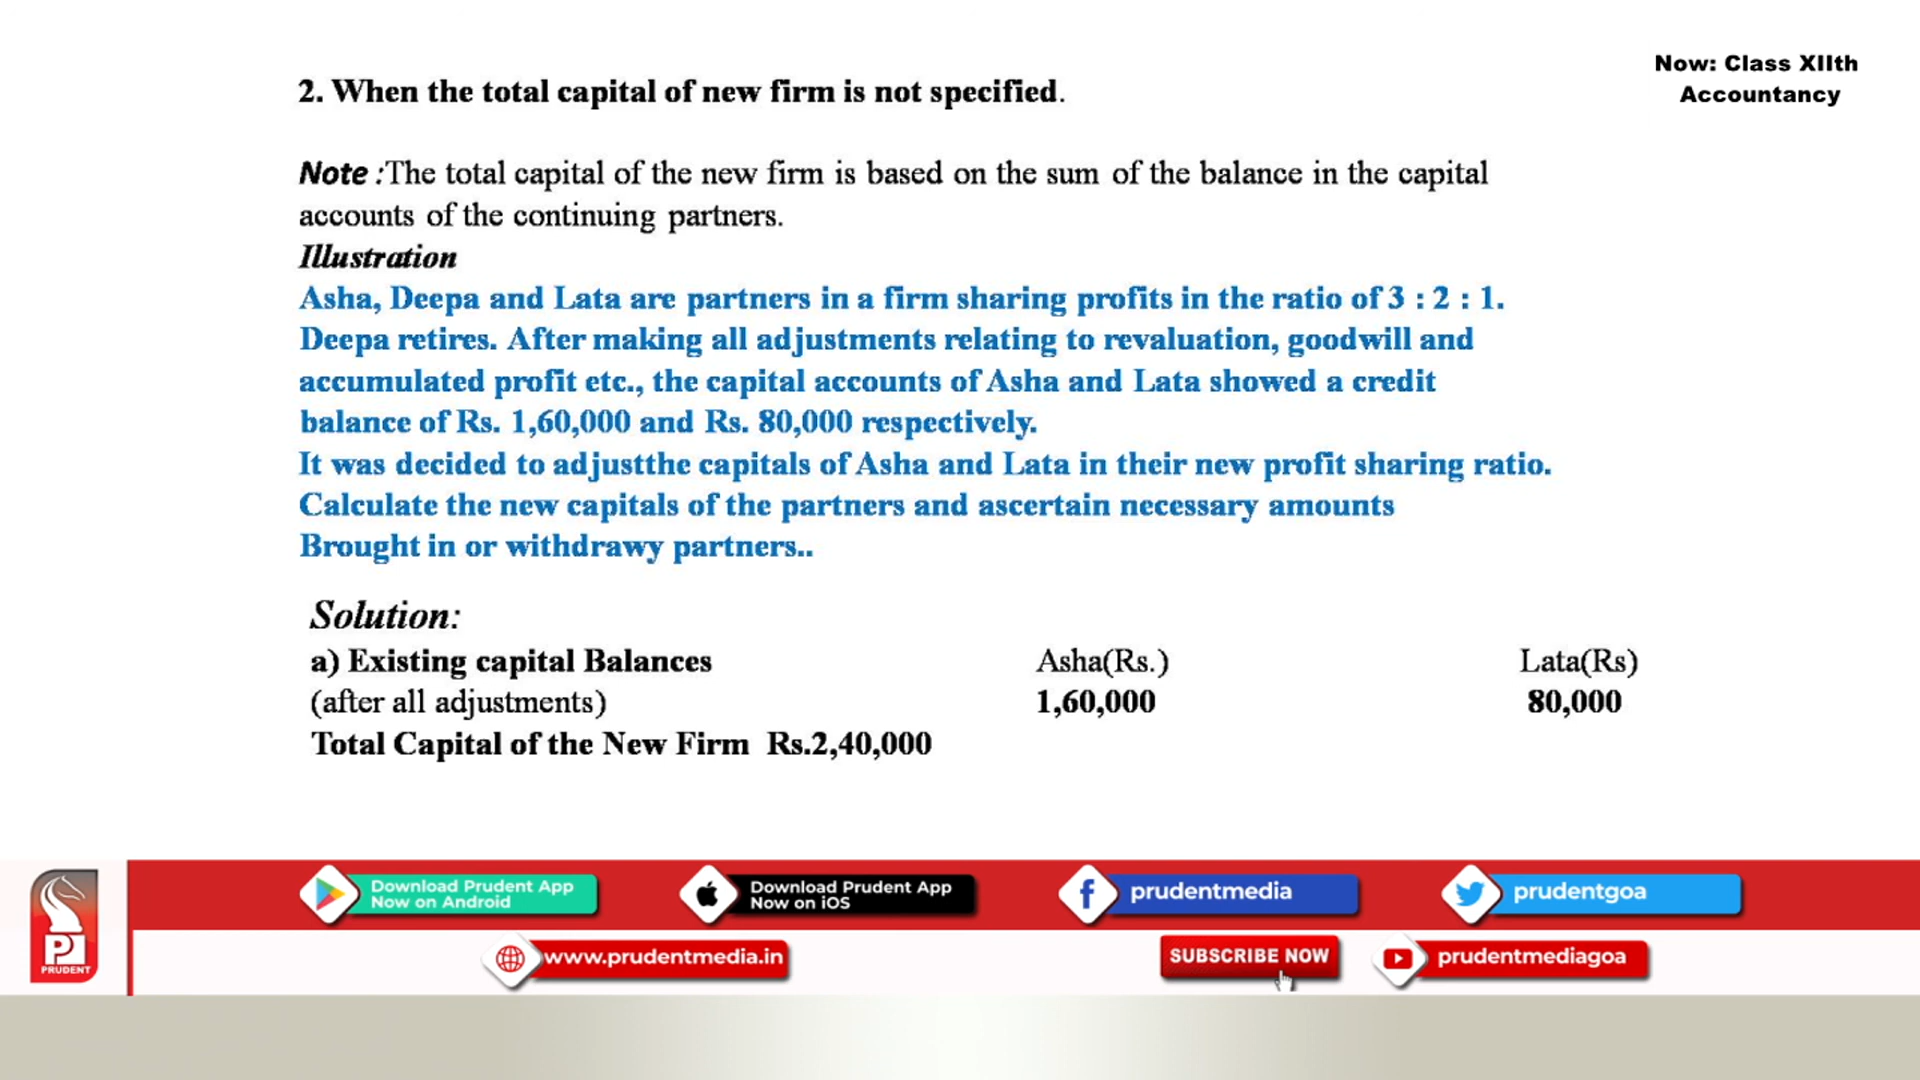 Now: Class XIIth
Accountancy
2. When the total capital of new firm is not specified.
Note :The total capital of the new firm is based on the sum of the balance in the capital
accounts of the continuing partners.
Illustration
Asha, Deepa and Lata are partners in a firm sharing profits in the ratio of 3 : 2 : 1.
Deepa retires. After making all adjustments relating to revaluation, goodwill and
accumulated profit etc., the capital accounts of Asha and Lata showed a credit
balance of Rs. 1,60,000 and Rs. 80,000 respectively.
It was decided to adjustthe capitals of Asha and Lata in their new profit sharing ratio.
Calculate the new capitals of the partners and ascertain necessary amounts
Brought in or withdrawy partners..
Solution:
a) Existing capital Balances Asha(Rs.) Lata(Rs)
(after all adjustments) 1,60,000 80,000
Total Capital of the New Firm Rs.2,40,000
Download Prudent App
Now on Android
Download Prudent App
Now on iOS
prudentmedia
prudentgoa
PRUDENT
www.prudentmedia.in
SUBSCRIBE NOW
prudentmediagoa